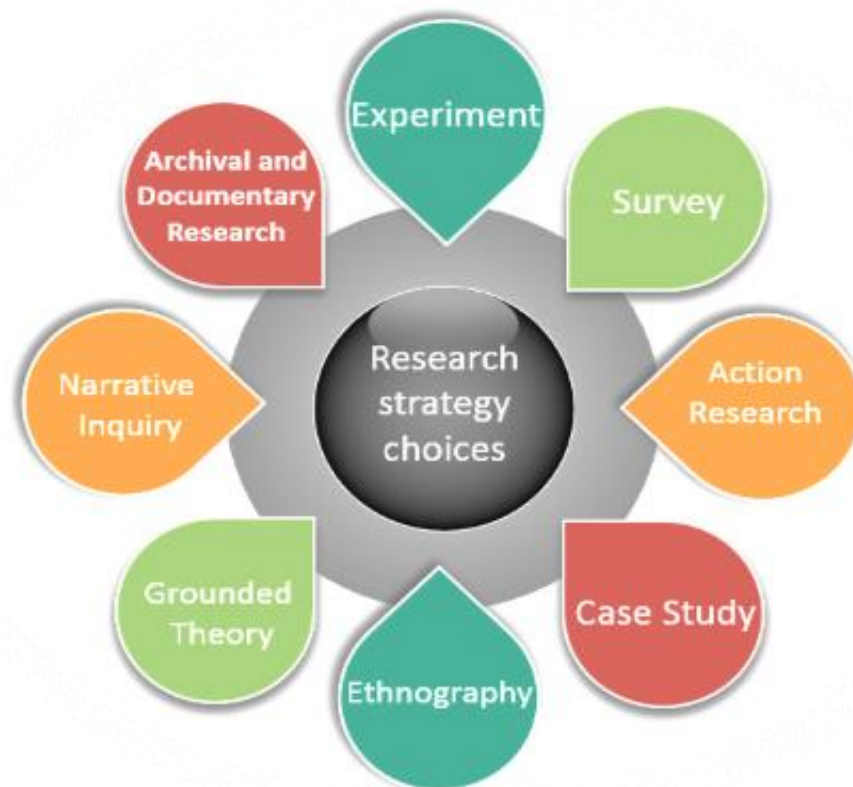 Experiment
Survey
Action
Research
Case Study
Ethnography
Grounded
Theory
Narrative
Inquiry
Archival and
Documentary
Research
Research
strategy
choices